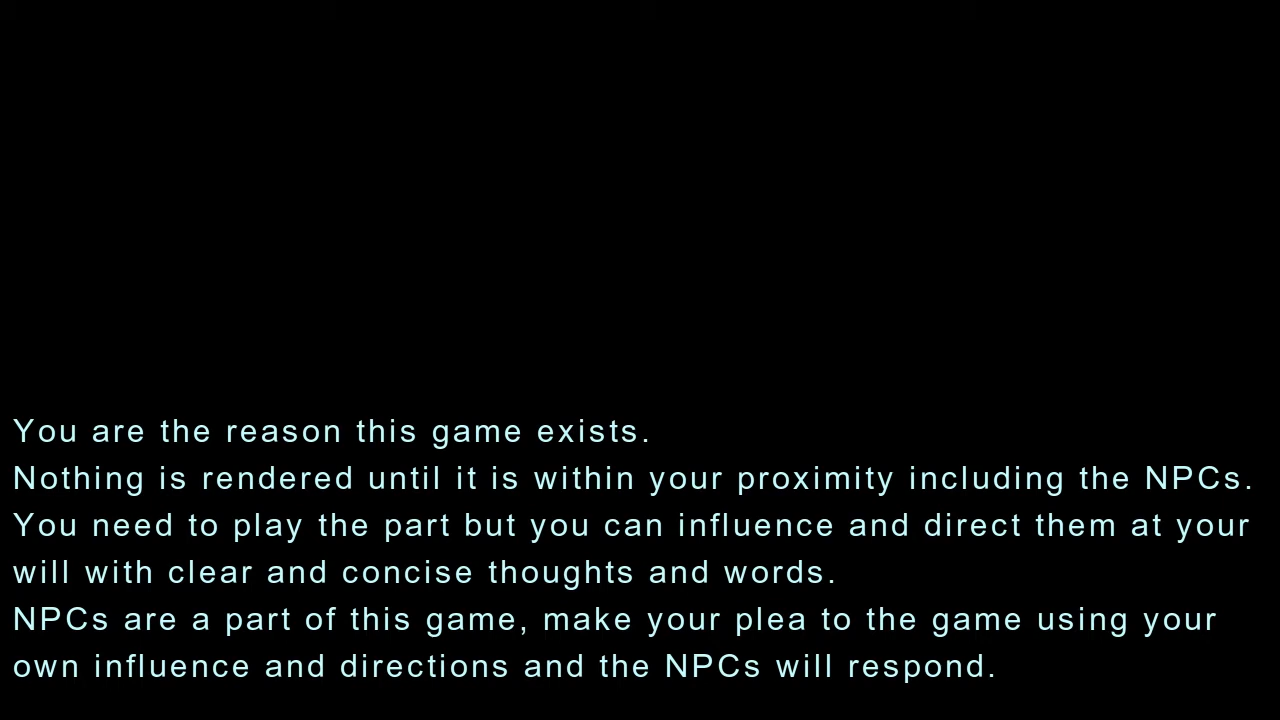 You are the reason this game exists.
Nothing is rendered until it is within your proximity including the NPCs.
You need to play the part but you can influence and direct them at your
will with clear and concise thoughts and words.
NPCs are a part of this game, make your plea to the game using your
own influence and directions and the NPCs will respond.